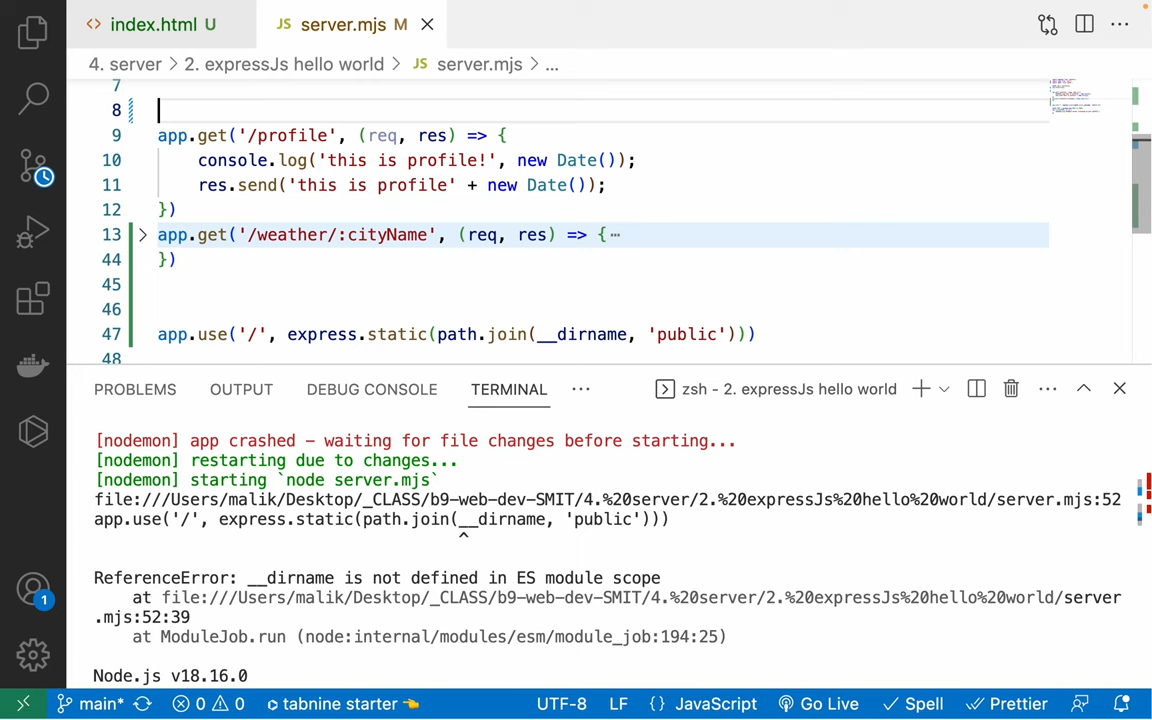 index.html U
JS server.mjs M
4. server > 2. expressJs hello world > JS server.mjs > ...
7
8
9 app.get('/profile', (req, res) => {
10 console.log('this is profile!', new Date());
11 res.send('this is profile' + new Date());
12 })
13 app.get('/weather/:cityName', (req, res) => {…
44 })
45
46
47 app.use('/', express.static(path.join(__dirname, 'public')))
48
PROBLEMS OUTPUT DEBUG CONSOLE TERMINAL ... zsh - 2. expressJs hello world
[nodemon] app crashed – waiting for file changes before starting...
[nodemon] restarting due to changes...
[nodemon] starting `node server.mjs`
file:///Users/malik/Desktop/_CLASS/b9-web-dev-SMIT/4.%20server/2.%20expressJs%20hello%20world/server.mjs:52
app.use('/', express.static(path.join(__dirname, 'public')))
^
ReferenceError: __dirname is not defined in ES module scope
at file:///Users/malik/Desktop/_CLASS/b9-web-dev-SMIT/4.%20server/2.%20expressJs%20hello%20world/server
.mjs:52:39
at ModuleJob.run (node:internal/modules/esm/module_job:194:25)
Node.js v18.16.0
1
main* 0 0 tabnine starter 👈 UTF-8 LF {} JavaScript Go Live Spell Prettier